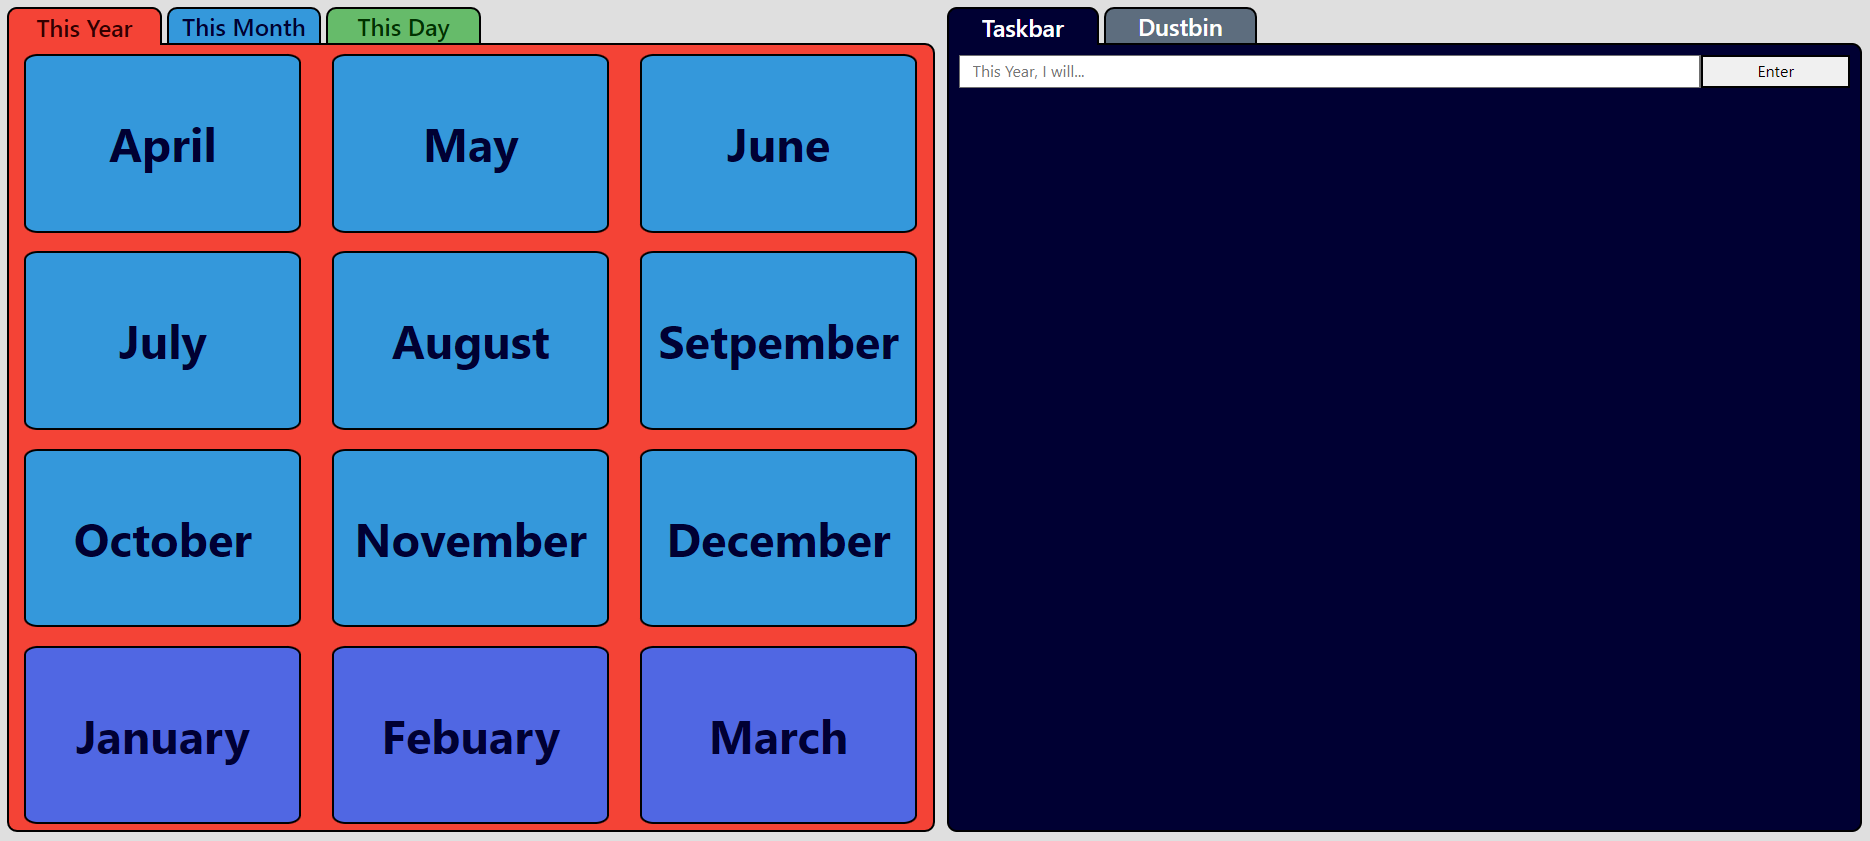 This Year
This Month
This Day
April
May
June
July
August
Setpember
October
November
December
January
Febuary
March
Taskbar
Dustbin
This Year, I will...
Enter